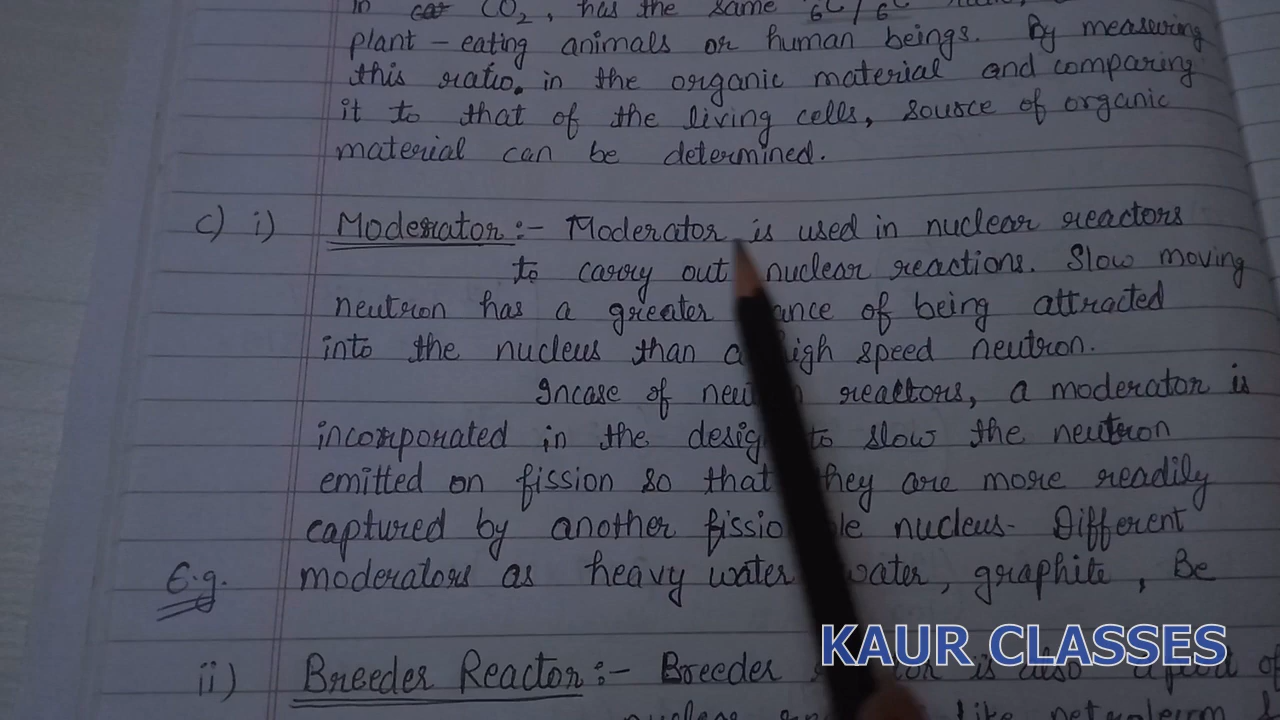 in CO2, has the same
plant - eating animals or human beings. By measuring
this ratio. in the organic material and comparing
it to that of the living cells, source of organic
material can be determined.
c) i) Moderator :- Moderator is used in nuclear reactors
to carry out nuclear reactions. Slow moving
neutron has a greater of being attracted
into the nucleus than a high speed neutron.
Incase of reactors, a moderator is
incorporated in the to slow the neutron
emitted on fission so that they are more readily
captured by another nucleus. Different
E.g. moderators as heavy water water, graphite, Be
KAUR CLASSES
ii) Breeder Reactor :- Breeder is also of
like